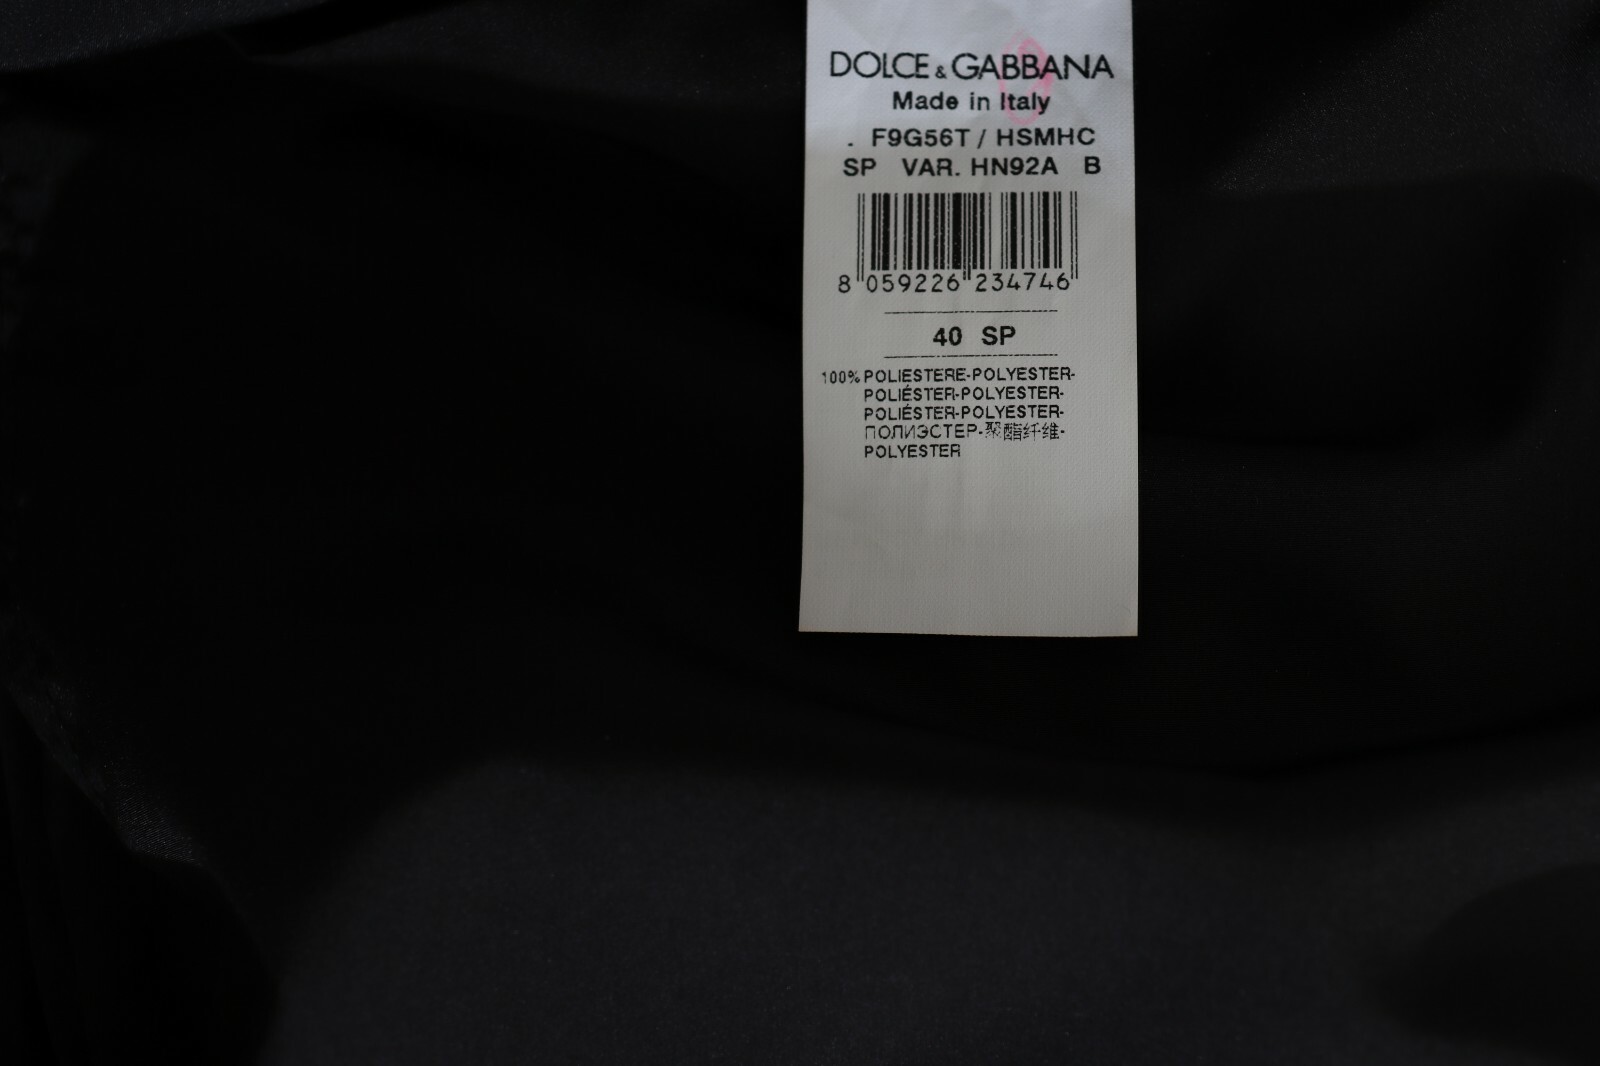 DOLCE & GABBANA
Made in Italy
. F9G56T / HSMHC
SP VAR. HN92A B
8 059226 234746
40 SP
100% POLIESTERE-POLYESTER-
POLIÉSTER-POLYESTER-
POLIÉSTER-POLYESTER-
ПОЛИЭСТЕР-聚酯纤维-
POLYESTER